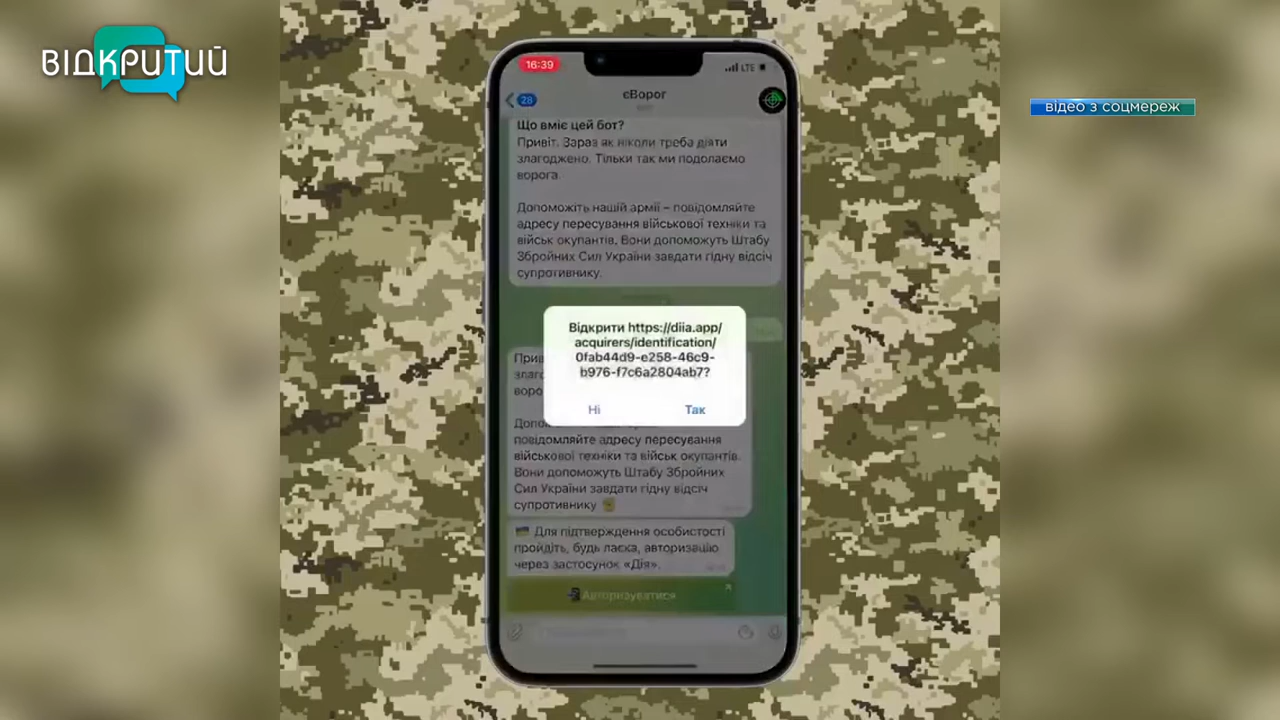 ВІДКРИТИЙ
відео з соцмереж
16:39
LTE
28
єВорог
Що вміє цей бот?
Привіт. Зараз як ніколи треба діяти
злагоджено. Тільки так ми подолаємо
ворога.
Допоможіть нашій армії – повідомляйте
адресу пересування військової техніки та
військ окупантів. Вони допоможуть Штабу
Збройних Сил України завдати гідну відсіч
супротивнику.
Відкрити https://diia.app/
acquirers/identification/
0fab44d9-e258-46c9-
b976-f7c6a2804ab7?
Ні
Так
повідомляйте адресу пересування
військової техніки та військ окупантів.
Вони допоможуть Штабу Збройних
Сил України завдати гідну відсіч
супротивнику
Для підтвердження особистості
пройдіть, будь ласка, авторизацію
через застосунок «Дія».
Авторизуватися